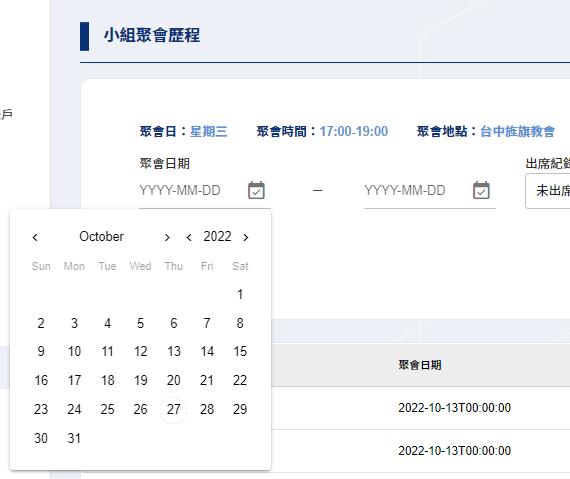 小組聚會歷程
戶
聚會日：星期三 聚會時間：17:00-19:00 聚會地點：台中旌旗教會
聚會日期 出席紀錄
YYYY-MM-DD — YYYY-MM-DD 未出席
‹ October › ‹ 2022 ›
Sun Mon Tue Wed Thu Fri Sat
1
2 3 4 5 6 7 8
9 10 11 12 13 14 15
16 17 18 19 20 21 22
23 24 25 26 27 28 29
30 31
聚會日期
2022-10-13T00:00:00
2022-10-13T00:00:00